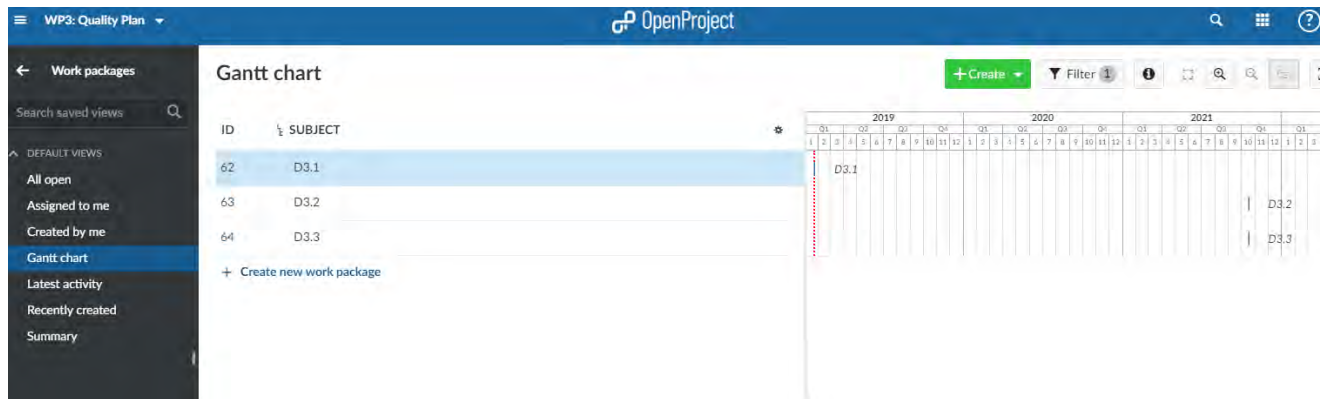 WP3: Quality Plan
OpenProject
Work packages
Search saved views
DEFAULT VIEWS
All open
Assigned to me
Created by me
Gantt chart
Latest activity
Recently created
Summary
Gantt chart
+ Create
Filter 1
ID SUBJECT
62 D3.1
63 D3.2
64 D3.3
+ Create new work package
2019 2020 2021
Q1 Q2 Q3 Q4 Q1 Q2 Q3 Q4 Q1 Q2 Q3 Q4 Q1
1 2 3 4 5 6 7 8 9 10 11 12 1 2 3 4 5 6 7 8 9 10 11 12 1 2 3 4 5 6 7 8 9 10 11 12 1 2 3
D3.1
D3.2
D3.3